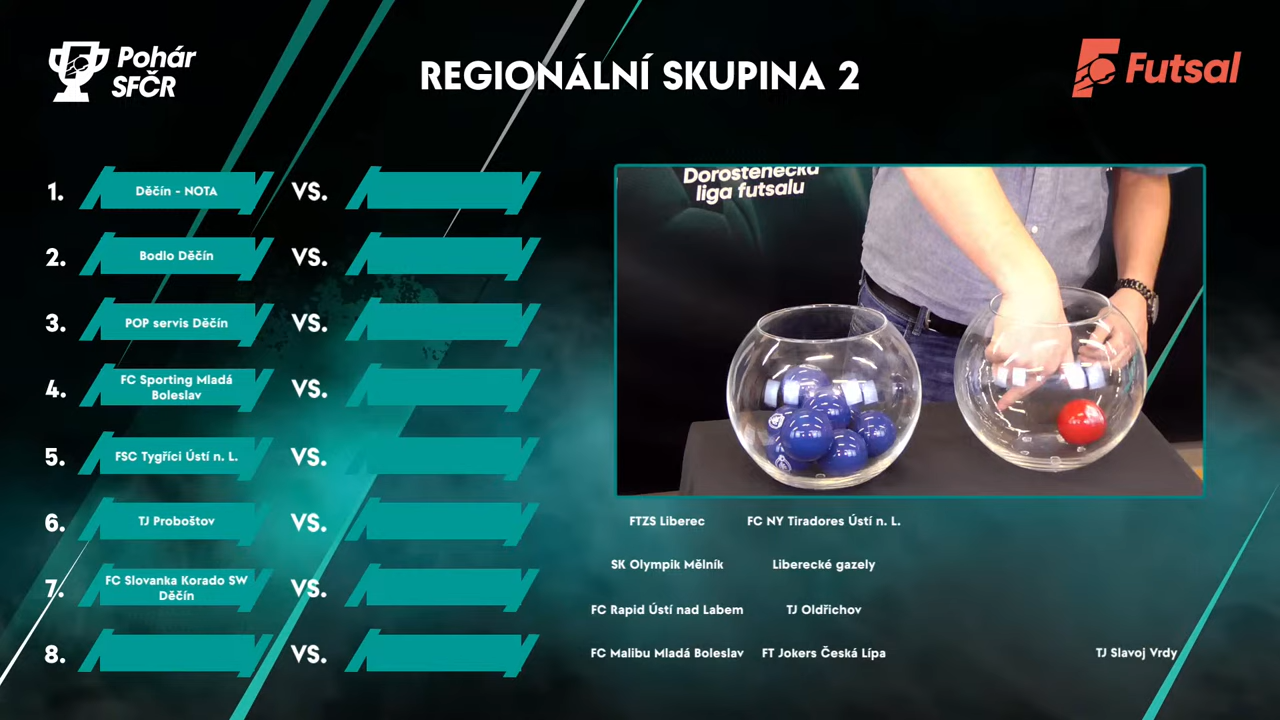 Pohár
SFČR
REGIONÁLNÍ SKUPINA 2
Futsal
1. Děčín - NOTA VS.
2. Bodlo Děčín VS.
3. POP servis Děčín VS.
4. FC Sporting Mladá
Boleslav VS.
5. FSC Tygříci Ústí n. L. VS.
6. TJ Proboštov VS.
7. FC Slovanka Korado SW
Děčín VS.
8. VS.
Dorostenecká
liga futsalu
FTZS Liberec FC NY Tiradores Ústí n. L.
SK Olympik Mělník Liberecké gazely
FC Rapid Ústí nad Labem TJ Oldřichov
FC Malibu Mladá Boleslav FT Jokers Česká Lípa TJ Slavoj Vrdy